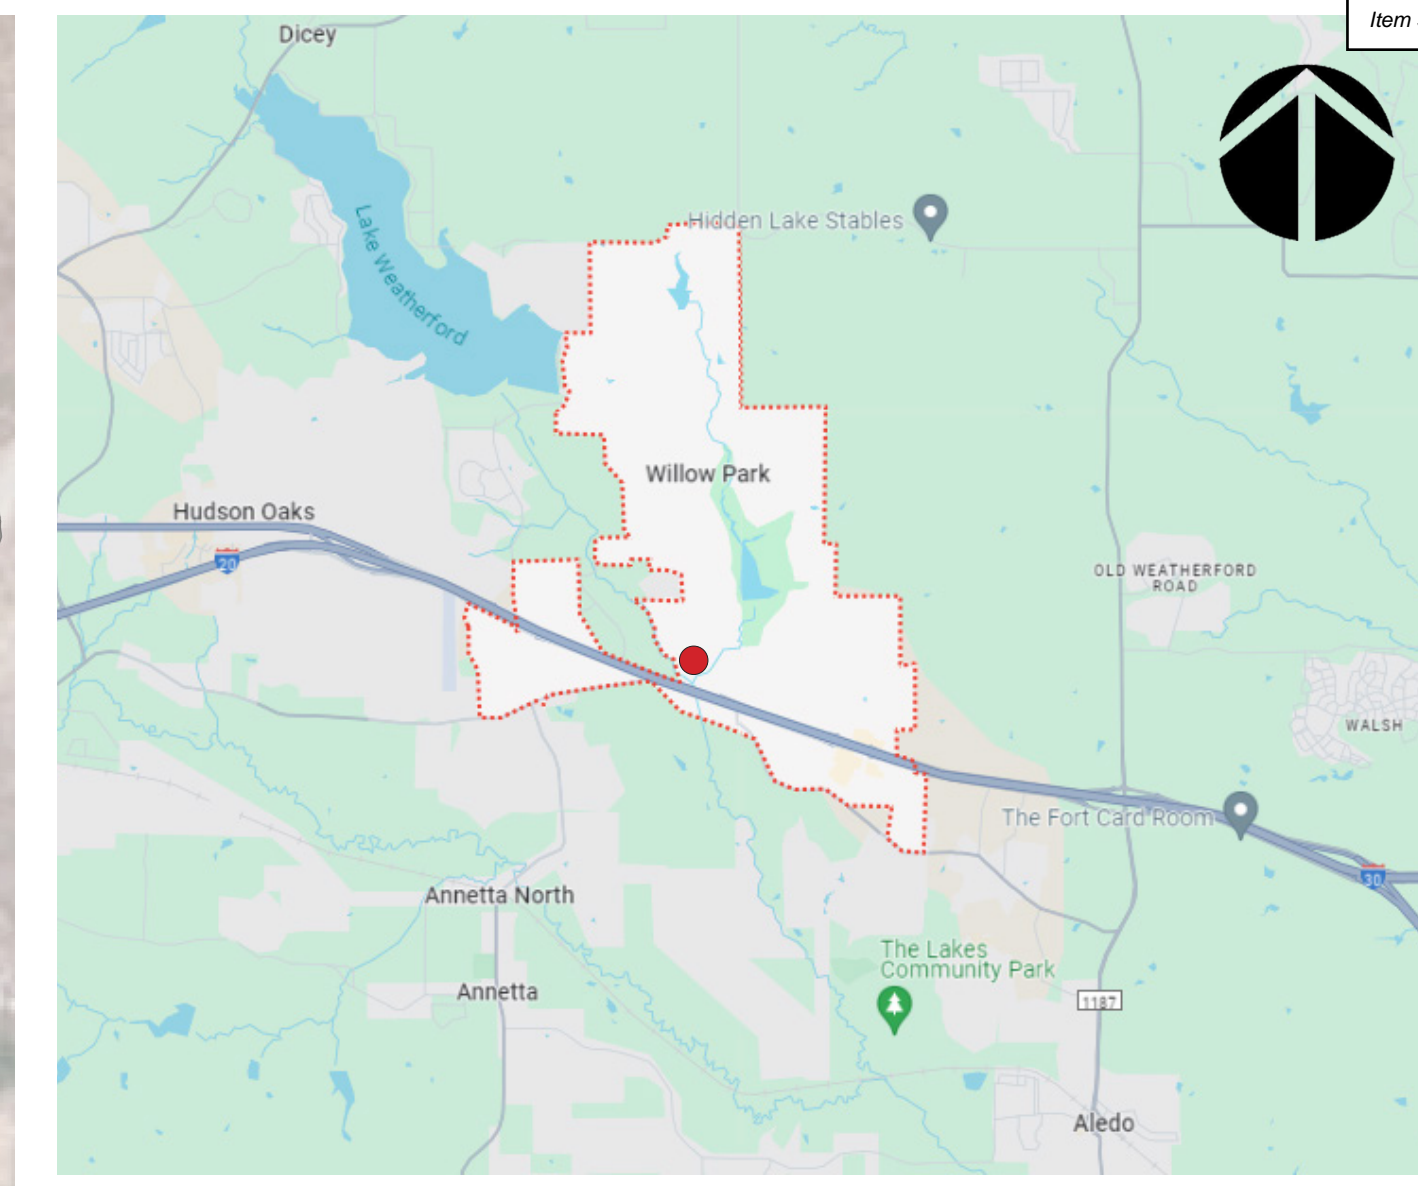 Item
Dicey
Hidden Lake Stables
Lake Weatherford
Willow Park
Hudson Oaks
20
OLD WEATHERFORD
ROAD
WALSH
The Fort Card Room
30
Annetta North
The Lakes
Community Park
Annetta
1187
Aledo